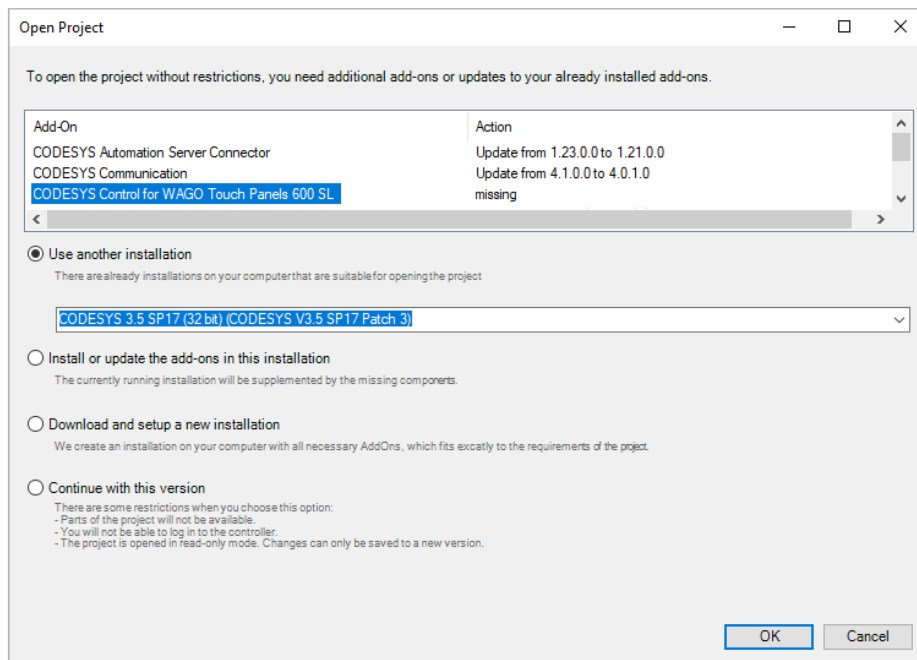 Open Project
To open the project without restrictions, you need additional add-ons or updates to your already installed add-ons.
Add-On Action
CODESYS Automation Server Connector Update from 1.23.0.0 to 1.21.0.0
CODESYS Communication Update from 4.1.0.0 to 4.0.1.0
CODESYS Control for WAGO Touch Panels 600 SL missing
Use another installation
There are already installations on your computer that are suitable for opening the project
CODESYS 3.5 SP17 (32 bit) (CODESYS V3.5 SP17 Patch 3)
Install or update the add-ons in this installation
The currently running installation will be supplemented by the missing components.
Download and setup a new installation
We create an installation on your computer with all necessary AddOns, which fits excatly to the requirements of the project.
Continue with this version
There are some restrictions when you choose this option:
- Parts of the project will not be available.
- You will not be able to log in to the controller.
- The project is opened in read-only mode. Changes can only be saved to a new version.
OK Cancel